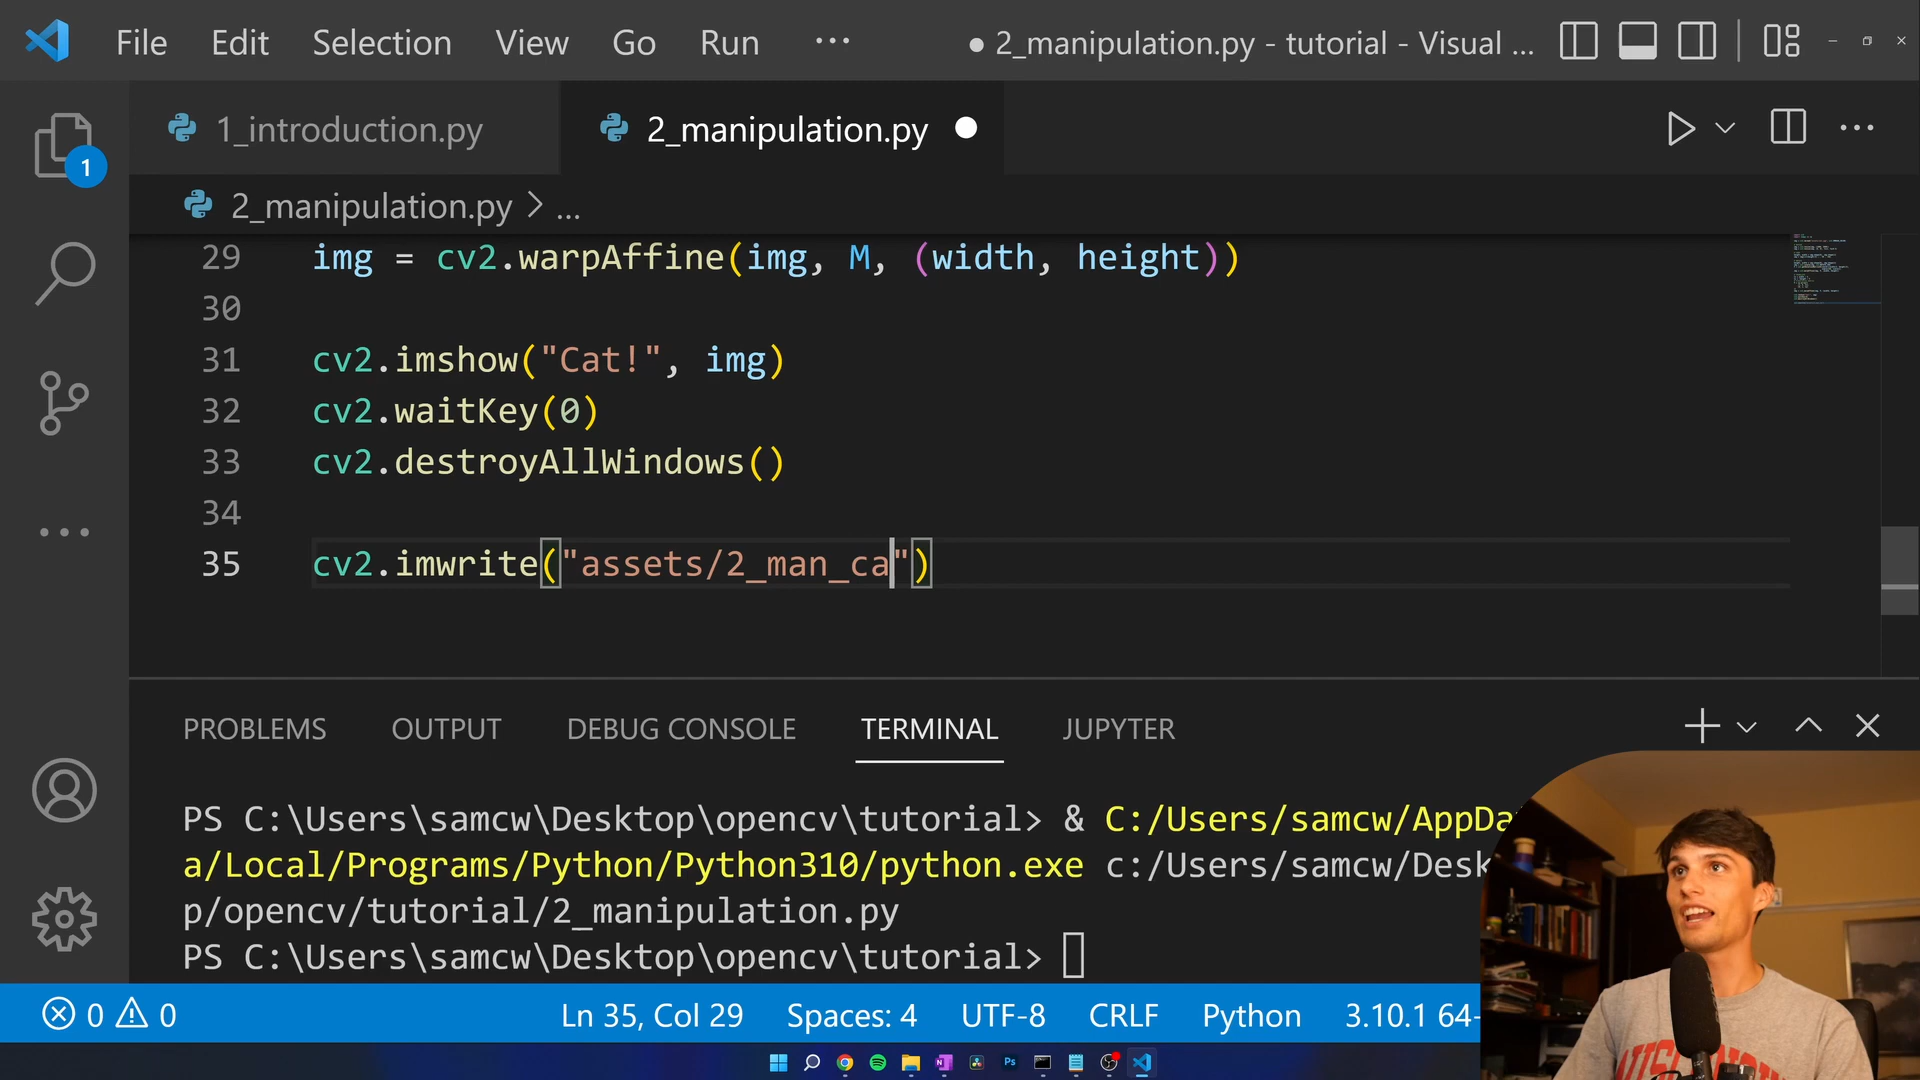 File Edit Selection View Go Run ··· ● 2_manipulation.py - tutorial - Visual ...
1_introduction.py 2_manipulation.py
1
2_manipulation.py > ...
29 img = cv2.warpAffine(img, M, (width, height))
30
31 cv2.imshow("Cat!", img)
32 cv2.waitKey(0)
33 cv2.destroyAllWindows()
34
35 cv2.imwrite("assets/2_man_ca")
PROBLEMS OUTPUT DEBUG CONSOLE TERMINAL JUPYTER
PS C:\Users\samcw\Desktop\opencv\tutorial> & C:/Users/samcw/AppDa
a/Local/Programs/Python/Python310/python.exe c:/Users/samcw/Desk
p/opencv/tutorial/2_manipulation.py
PS C:\Users\samcw\Desktop\opencv\tutorial>
0 0 Ln 35, Col 29 Spaces: 4 UTF-8 CRLF Python 3.10.1 64-
Ps